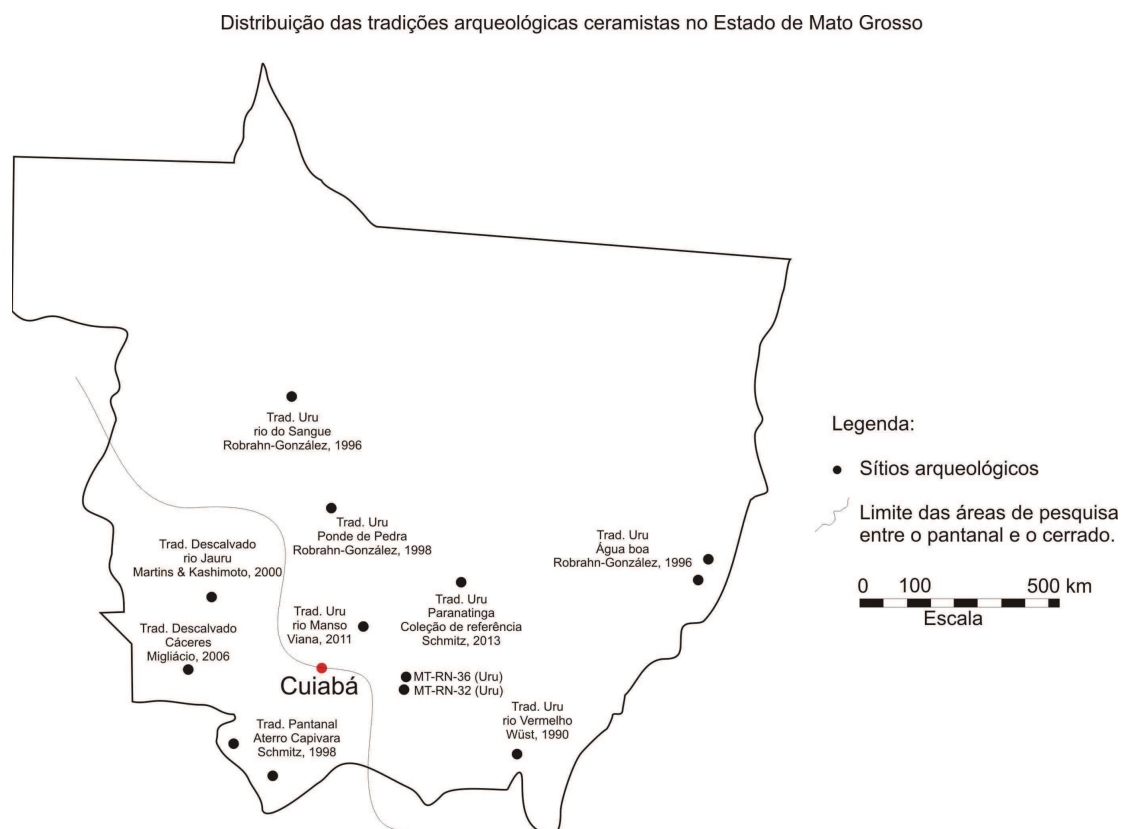 Distribuição das tradições arqueológicas ceramistas no Estado de Mato Grosso
Trad. Uru
rio do Sangue
Robrahn-González, 1996
Trad. Uru
Ponde de Pedra
Robrahn-González, 1998
Trad. Uru
Água boa
Robrahn-González, 1996
Trad. Descalvado
rio Jauru
Martins & Kashimoto, 2000
Trad. Uru
rio Manso
Viana, 2011
Trad. Uru
Paranatinga
Coleção de referência
Schmitz, 2013
Trad. Descalvado
Cáceres
Migliácio, 2006
Cuiabá
MT-RN-36 (Uru)
MT-RN-32 (Uru)
Trad. Pantanal
Aterro Capivara
Schmitz, 1998
Trad. Uru
rio Vermelho
Wüst, 1990
Legenda:
Sítios arqueológicos
Limite das áreas de pesquisa
entre o pantanal e o cerrado.
0 100 500 km
Escala